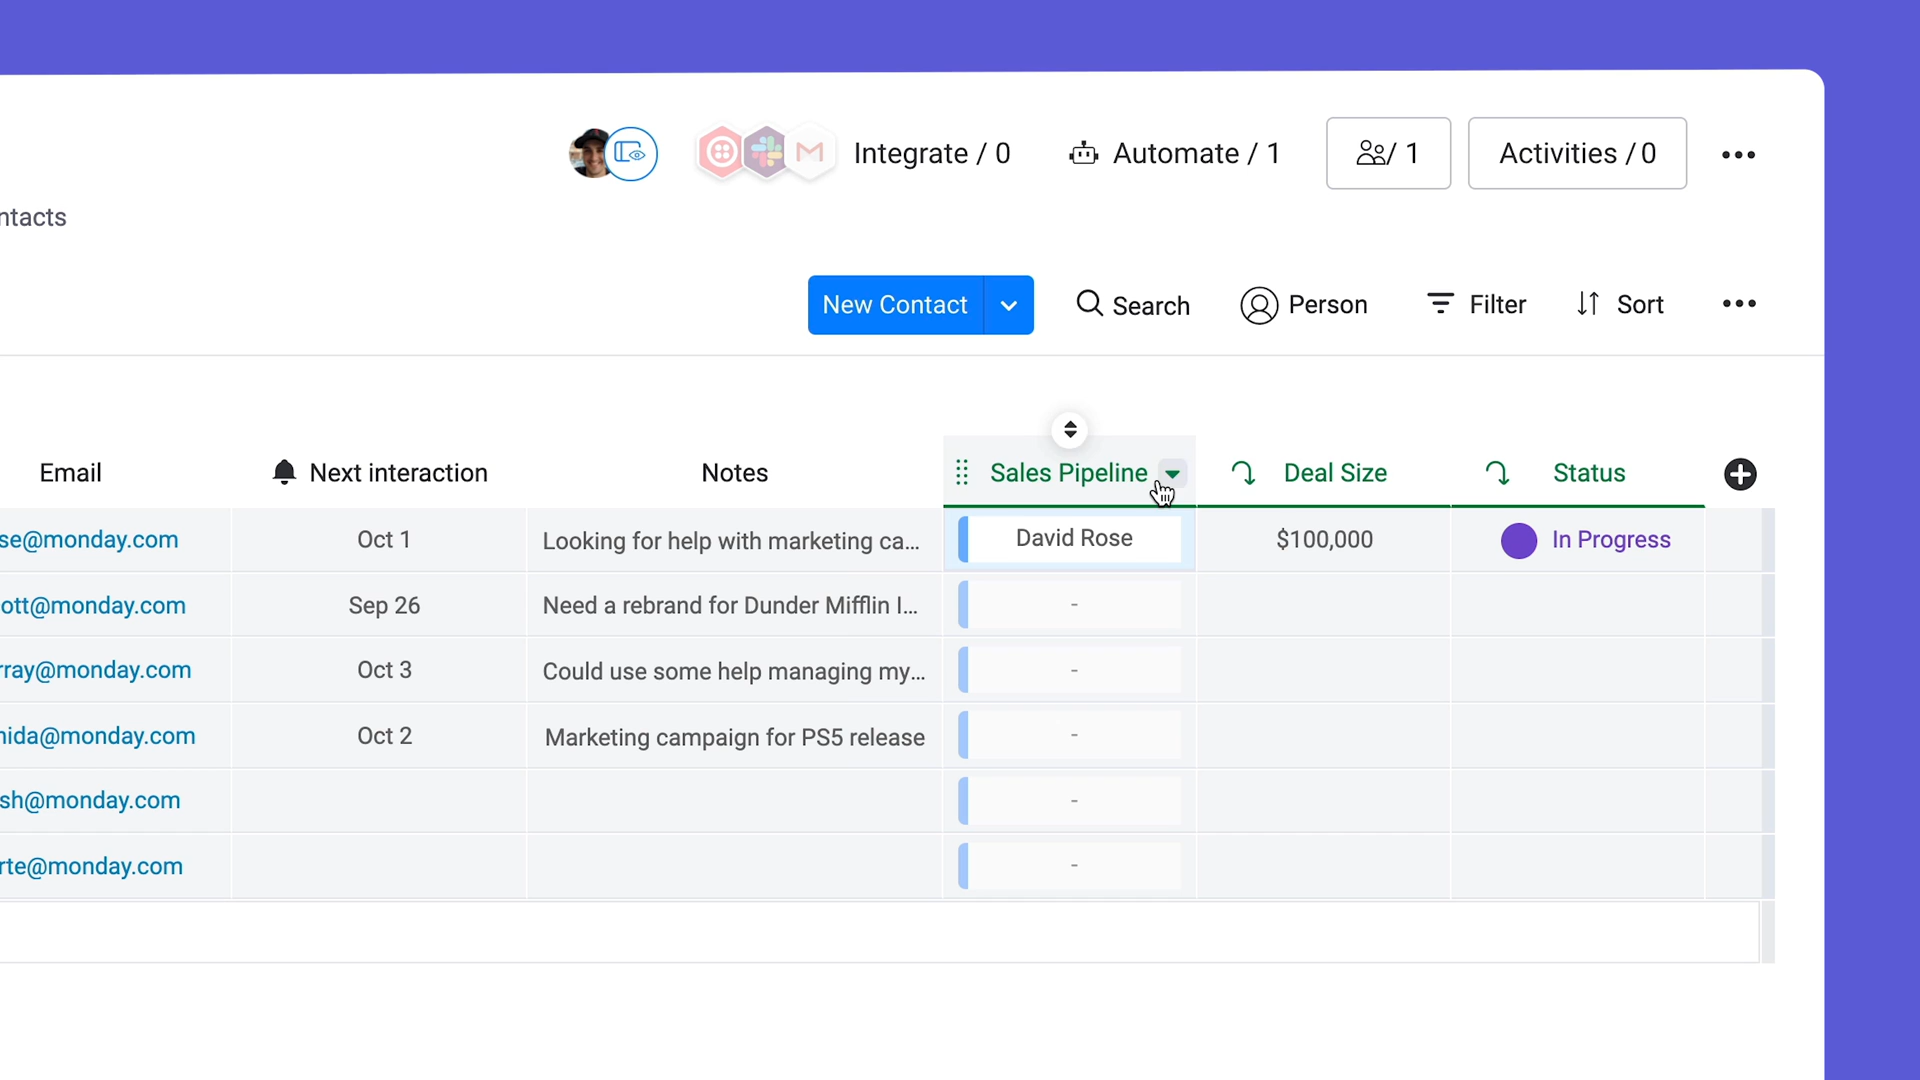 Integrate / 0
Automate / 1
/ 1
Activities / 0
ntacts
New Contact
Search
Person
Filter
Sort
Email
Next interaction
Notes
Sales Pipeline
Deal Size
Status
se@monday.com
Oct 1
Looking for help with marketing ca...
David Rose
$100,000
In Progress
ott@monday.com
Sep 26
Need a rebrand for Dunder Mifflin I...
-
rray@monday.com
Oct 3
Could use some help managing my...
-
hida@monday.com
Oct 2
Marketing campaign for PS5 release
-
sh@monday.com
-
rte@monday.com
-